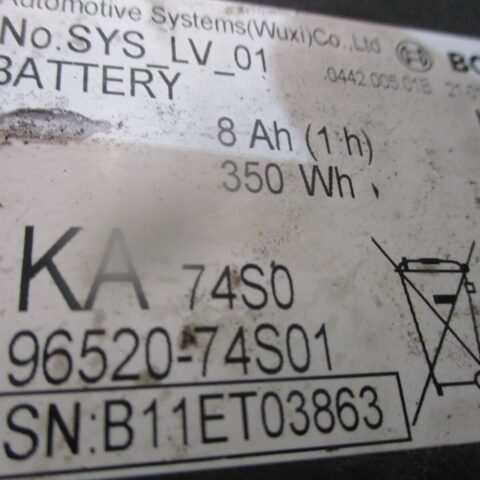 Automotive Systems(Wuxi)Co.,Ltd
No.SYS_LV_01
BATTERY
.0442.005.01B
8 Ah (1 h)
350 Wh
KA 74S0
96520-74S01
SN:B11ET03863